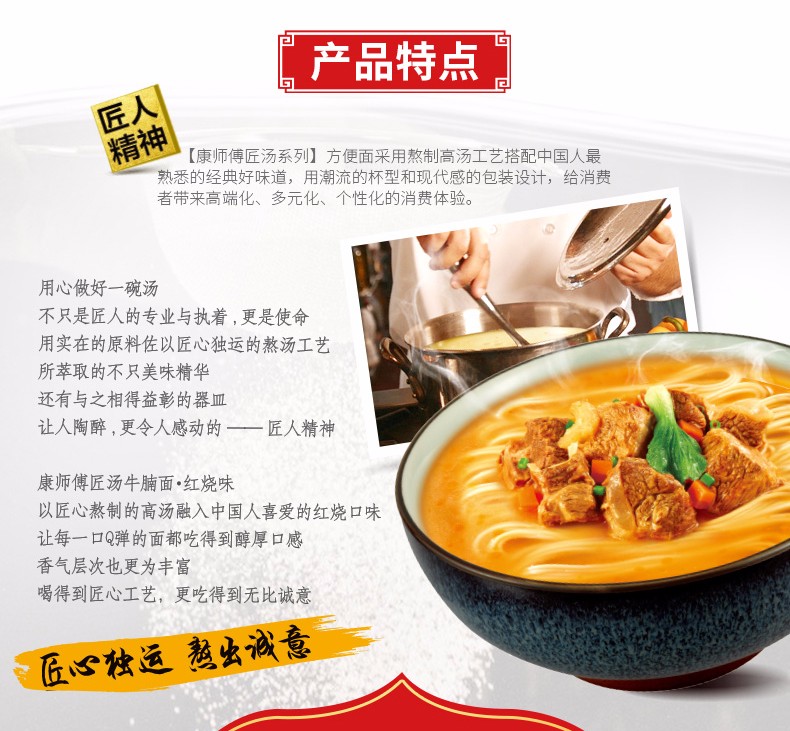 产品特点
匠人
精神
【康师傅匠汤系列】方便面采用熬制高汤工艺搭配中国人最
熟悉的经典好味道，用潮流的杯型和现代感的包装设计，给消费
者带来高端化、多元化、个性化的消费体验。
用心做好一碗汤
不只是匠人的专业与执着,更是使命
用实在的原料佐以匠心独运的熬汤工艺
所萃取的不只美味精华
还有与之相得益彰的器皿
让人陶醉,更令人感动的 —— 匠人精神
康师傅匠汤牛腩面·红烧味
以匠心熬制的高汤融入中国人喜爱的红烧口味
让每一口Q弹的面都吃得到醇厚口感
香气层次也更为丰富
喝得到匠心工艺，更吃得到无比诚意
匠心独运 熬出诚意